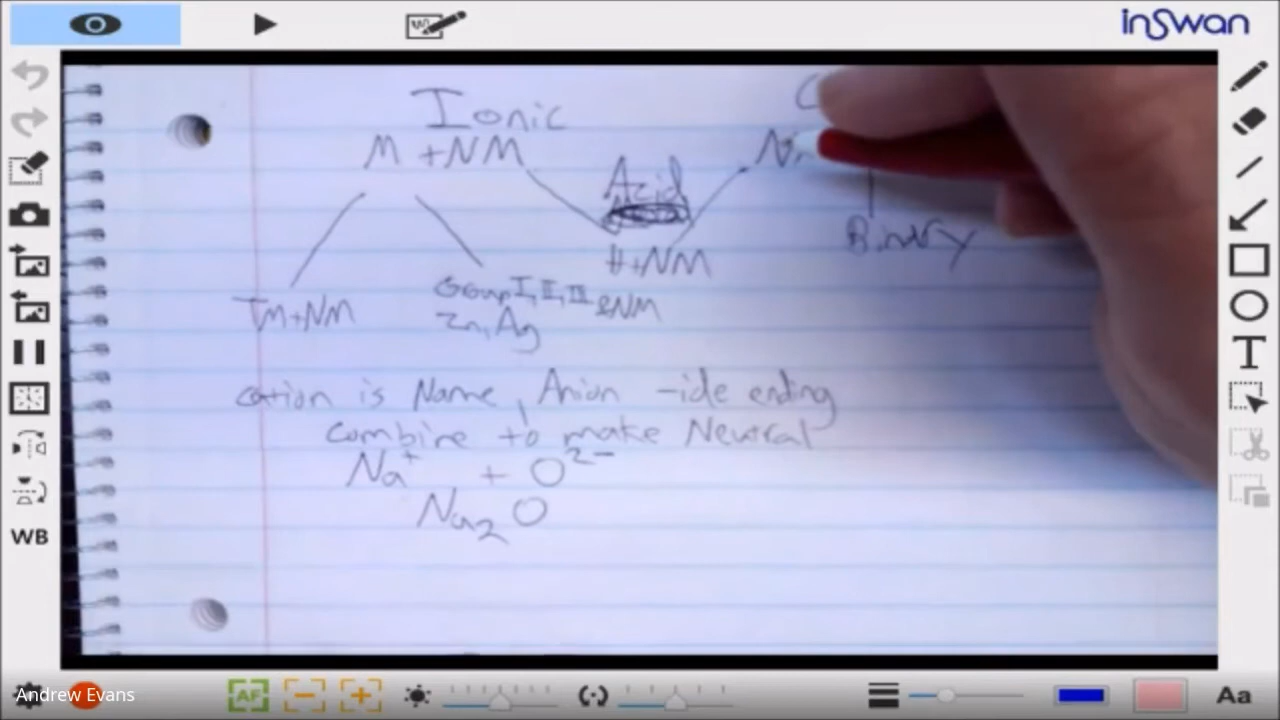 inSwan
Ionic
M + NM
Acid
H+NM
Binary
TM+NM
Group I, II, III & NM
Zn, Ag
cation is Name, Anion -ide ending
combine to make Neutral
Na⁺ + O²⁻
Na₂O
WB
Andrew Evans
AF
T
Aa